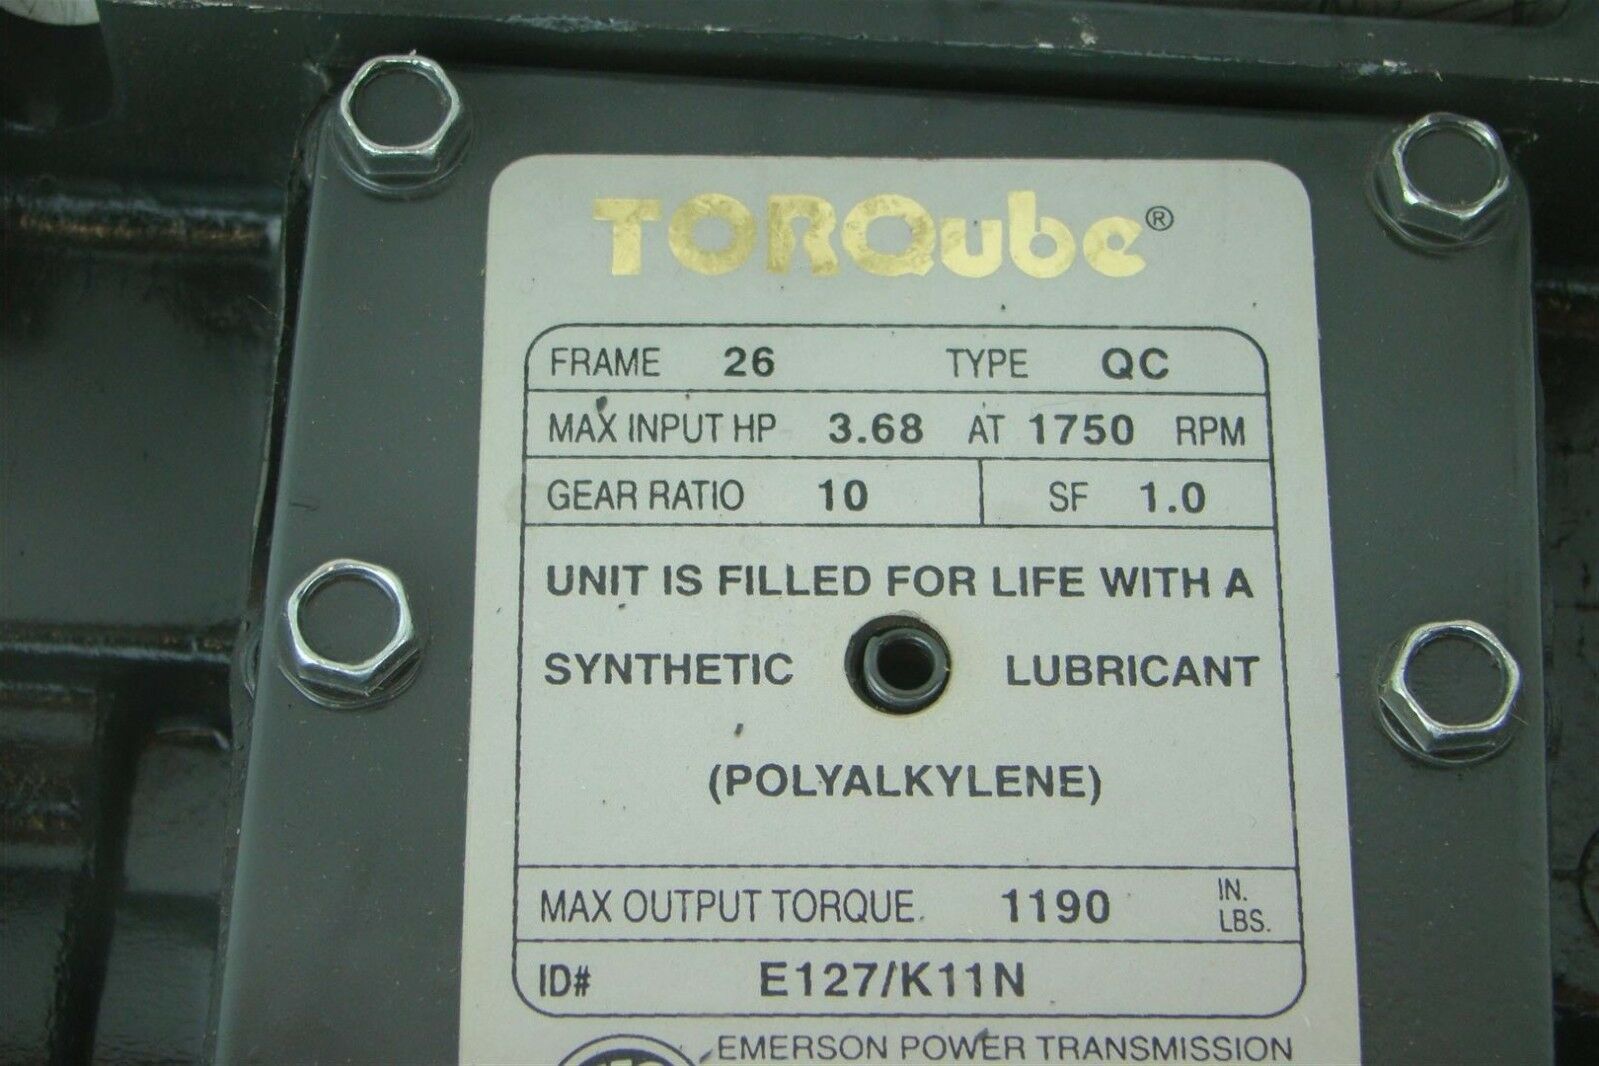 TORQube®
FRAME 26 TYPE QC
MAX INPUT HP 3.68 AT 1750 RPM
GEAR RATIO 10 SF 1.0
UNIT IS FILLED FOR LIFE WITH A
SYNTHETIC LUBRICANT
(POLYALKYLENE)
MAX OUTPUT TORQUE 1190 IN. LBS.
ID# E127/K11N
EMERSON POWER TRANSMISSION